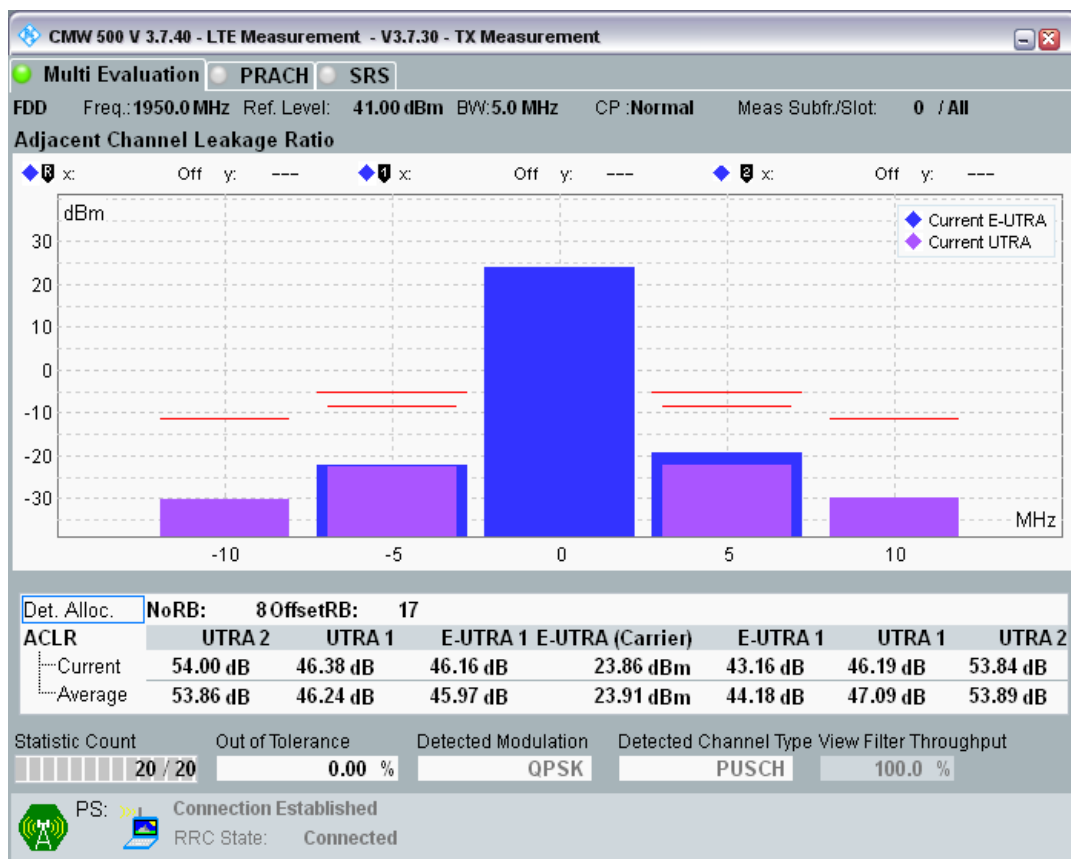 CMW 500 V 3.7.40 - LTE Measurement - V3.7.30 - TX Measurement
Multi Evaluation PRACH SRS
FDD Freq.: 1950.0 MHz Ref. Level: 41.00 dBm BW: 5.0 MHz CP : Normal Meas Subfr./Slot: 0 / All
Adjacent Channel Leakage Ratio
R x: Off y: --- 1 x: Off y: --- 2 x: Off y: ---
dBm
Current E-UTRA
Current UTRA
30
20
10
0
-10
-20
-30
MHz
-10 -5 0 5 10
Det. Alloc. NoRB: 8 OffsetRB: 17
ACLR UTRA 2 UTRA 1 E-UTRA 1 E-UTRA (Carrier) E-UTRA 1 UTRA 1 UTRA 2
Current 54.00 dB 46.38 dB 46.16 dB 23.86 dBm 43.16 dB 46.19 dB 53.84 dB
Average 53.86 dB 46.24 dB 45.97 dB 23.91 dBm 44.18 dB 47.09 dB 53.89 dB
Statistic Count Out of Tolerance Detected Modulation Detected Channel Type View Filter Throughput
20 / 20 0.00 % QPSK PUSCH 100.0 %
PS: Connection Established
RRC State: Connected